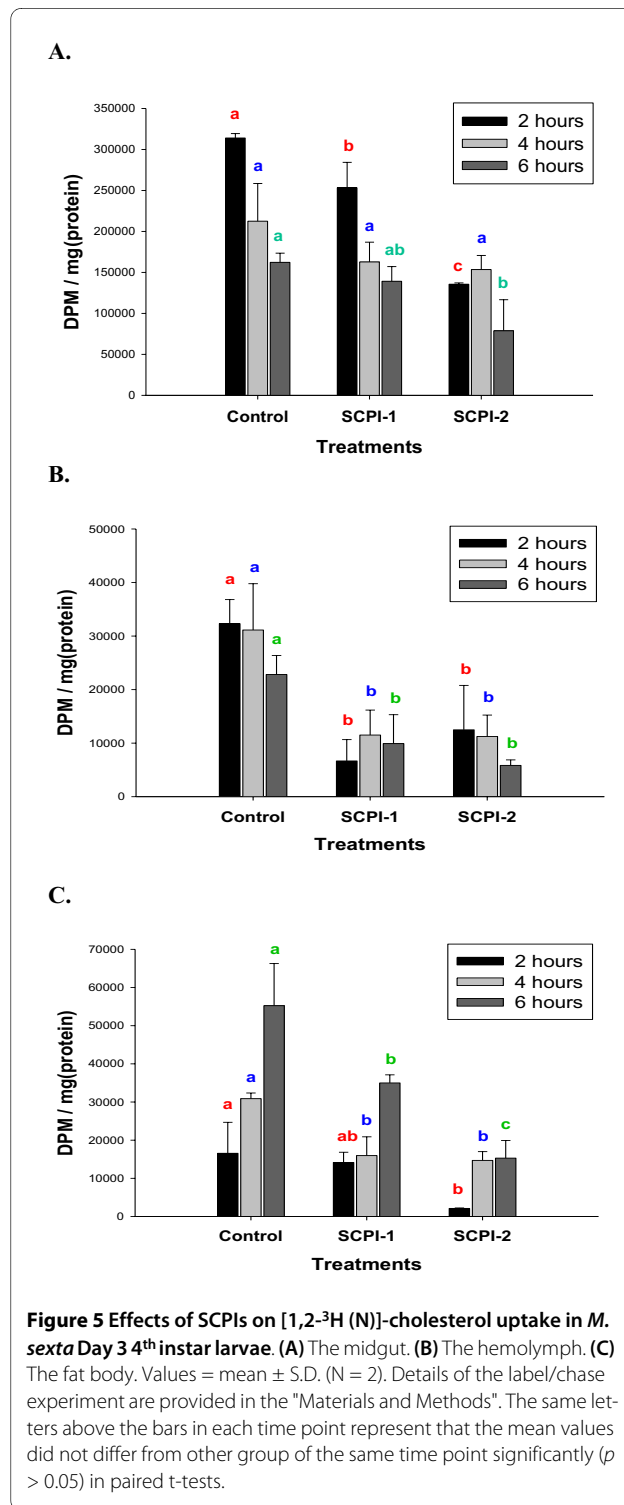 A.
350000
300000
250000
200000
150000
100000
50000
0
DPM / mg(protein)
a
a
a
b
a
ab
c
a
b
2 hours
4 hours
6 hours
Control
SCPI-1
SCPI-2
Treatments
B.
50000
40000
30000
20000
10000
0
DPM / mg(protein)
a
a
a
b
b
b
b
b
b
2 hours
4 hours
6 hours
Control
SCPI-1
SCPI-2
Treatments
C.
70000
60000
50000
40000
30000
20000
10000
0
DPM / mg(protein)
a
a
a
ab
b
b
b
b
c
2 hours
4 hours
6 hours
Control
SCPI-1
SCPI-2
Treatments
Figure 5 Effects of SCPIs on [1,2-³H (N)]-cholesterol uptake in M.
sexta Day 3 4th instar larvae. (A) The midgut. (B) The hemolymph. (C)
The fat body. Values = mean ± S.D. (N = 2). Details of the label/chase
experiment are provided in the "Materials and Methods". The same let-
ters above the bars in each time point represent that the mean values
did not differ from other group of the same time point significantly (p
> 0.05) in paired t-tests.